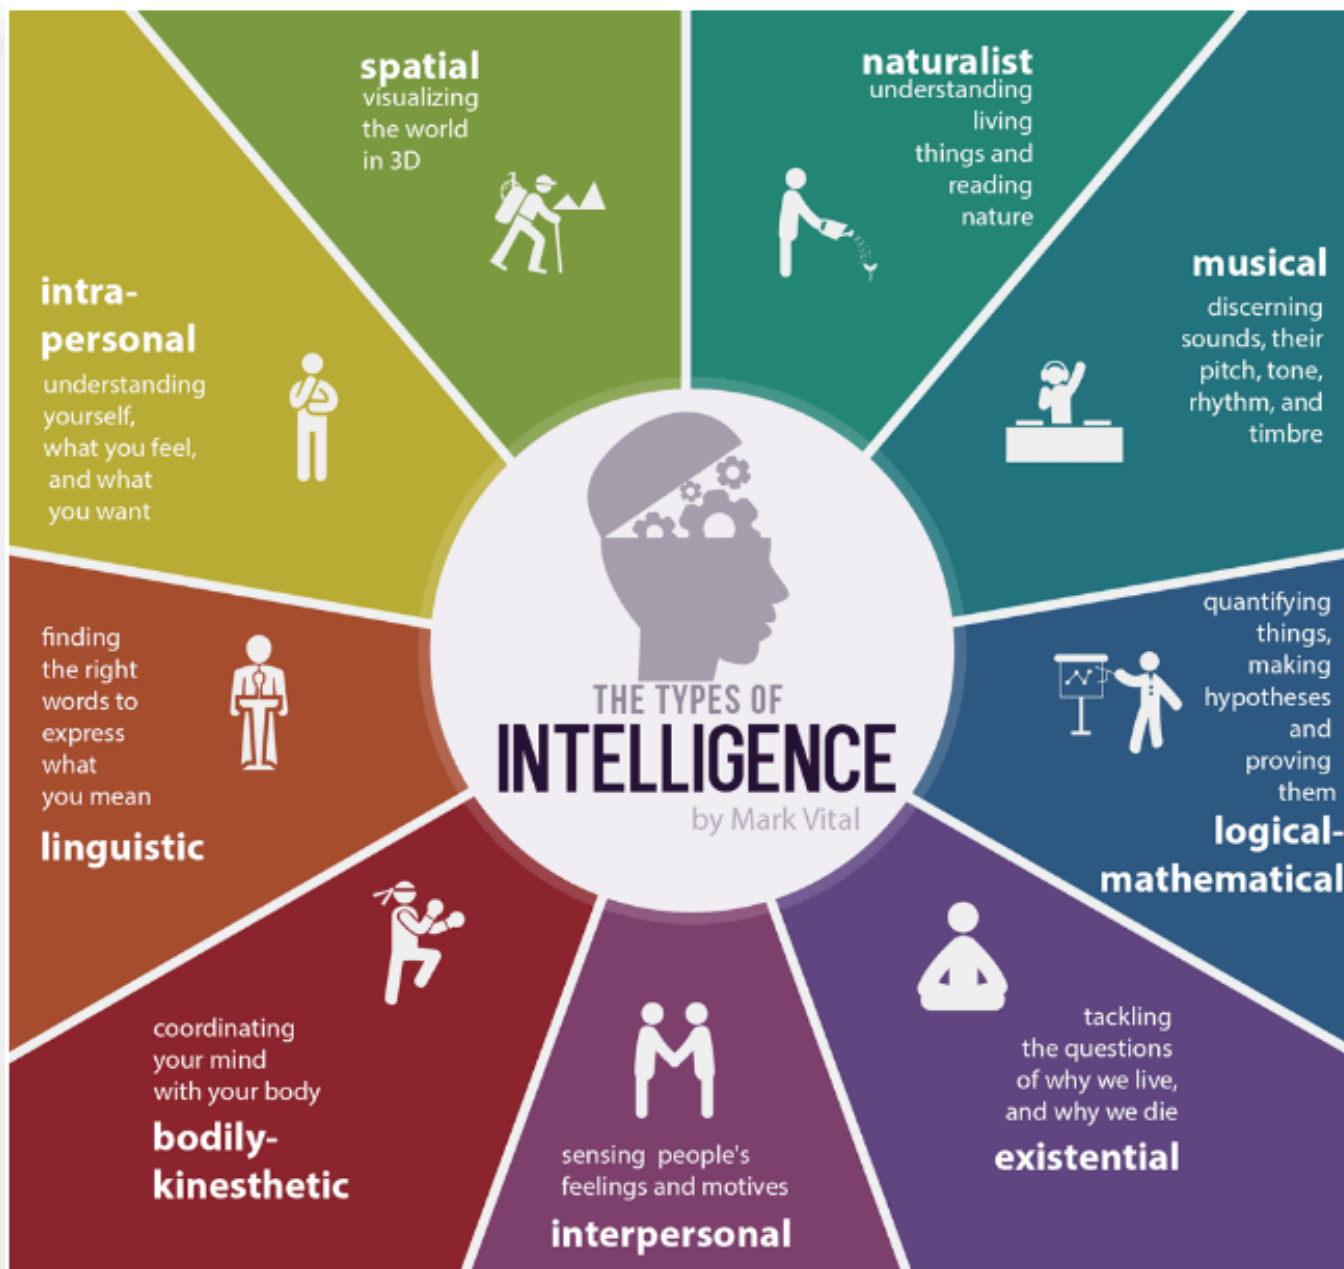 spatial
visualizing
the world
in 3D
naturalist
understanding
living
things and
reading
nature
musical
discerning
sounds, their
pitch, tone,
rhythm, and
timbre
quantifying
things,
making
hypotheses
and
proving
them
logical-
mathematical
tackling
the questions
of why we live,
and why we die
existential
sensing people's
feelings and motives
interpersonal
coordinating
your mind
with your body
bodily-
kinesthetic
finding
the right
words to
express
what
you mean
linguistic
intra-
personal
understanding
yourself,
what you feel,
and what
you want
THE TYPES OF
INTELLIGENCE
by Mark Vital